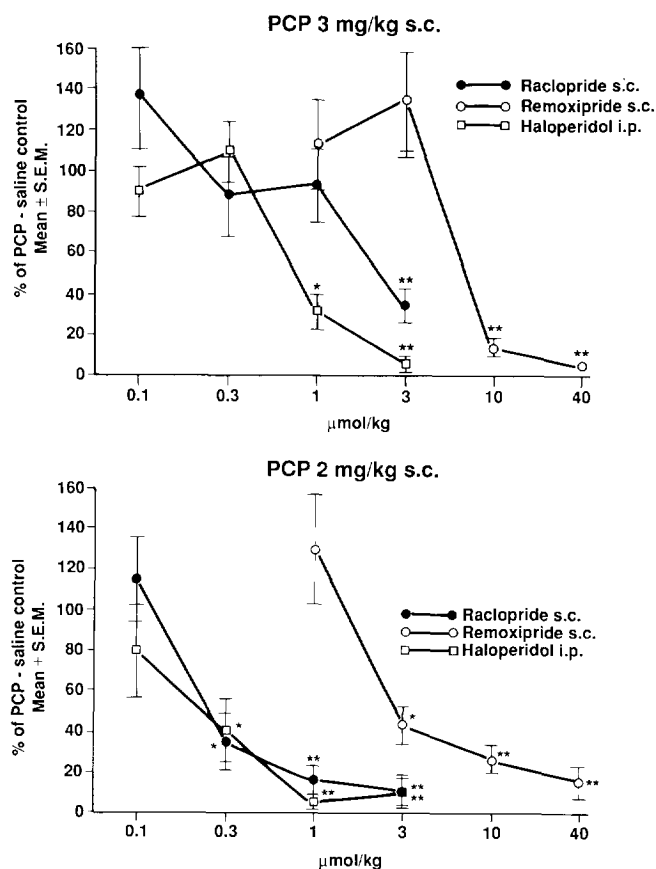 PCP 3 mg/kg s.c.
% of PCP - saline control
Mean ± S.E.M.
160
140
120
100
80
60
40
20
0
Raclopride s.c.
Remoxipride s.c.
Haloperidol i.p.
*
**
**
**
**
0.1 0.3 1 3 10 40
μmol/kg
PCP 2 mg/kg s.c.
% of PCP - saline control
Mean + S.E.M.
160
140
120
100
80
60
40
20
0
Raclopride s.c.
Remoxipride s.c.
Haloperidol i.p.
*
*
*
**
**
**
**
**
**
0.1 0.3 1 3 10 40
μmol/kg